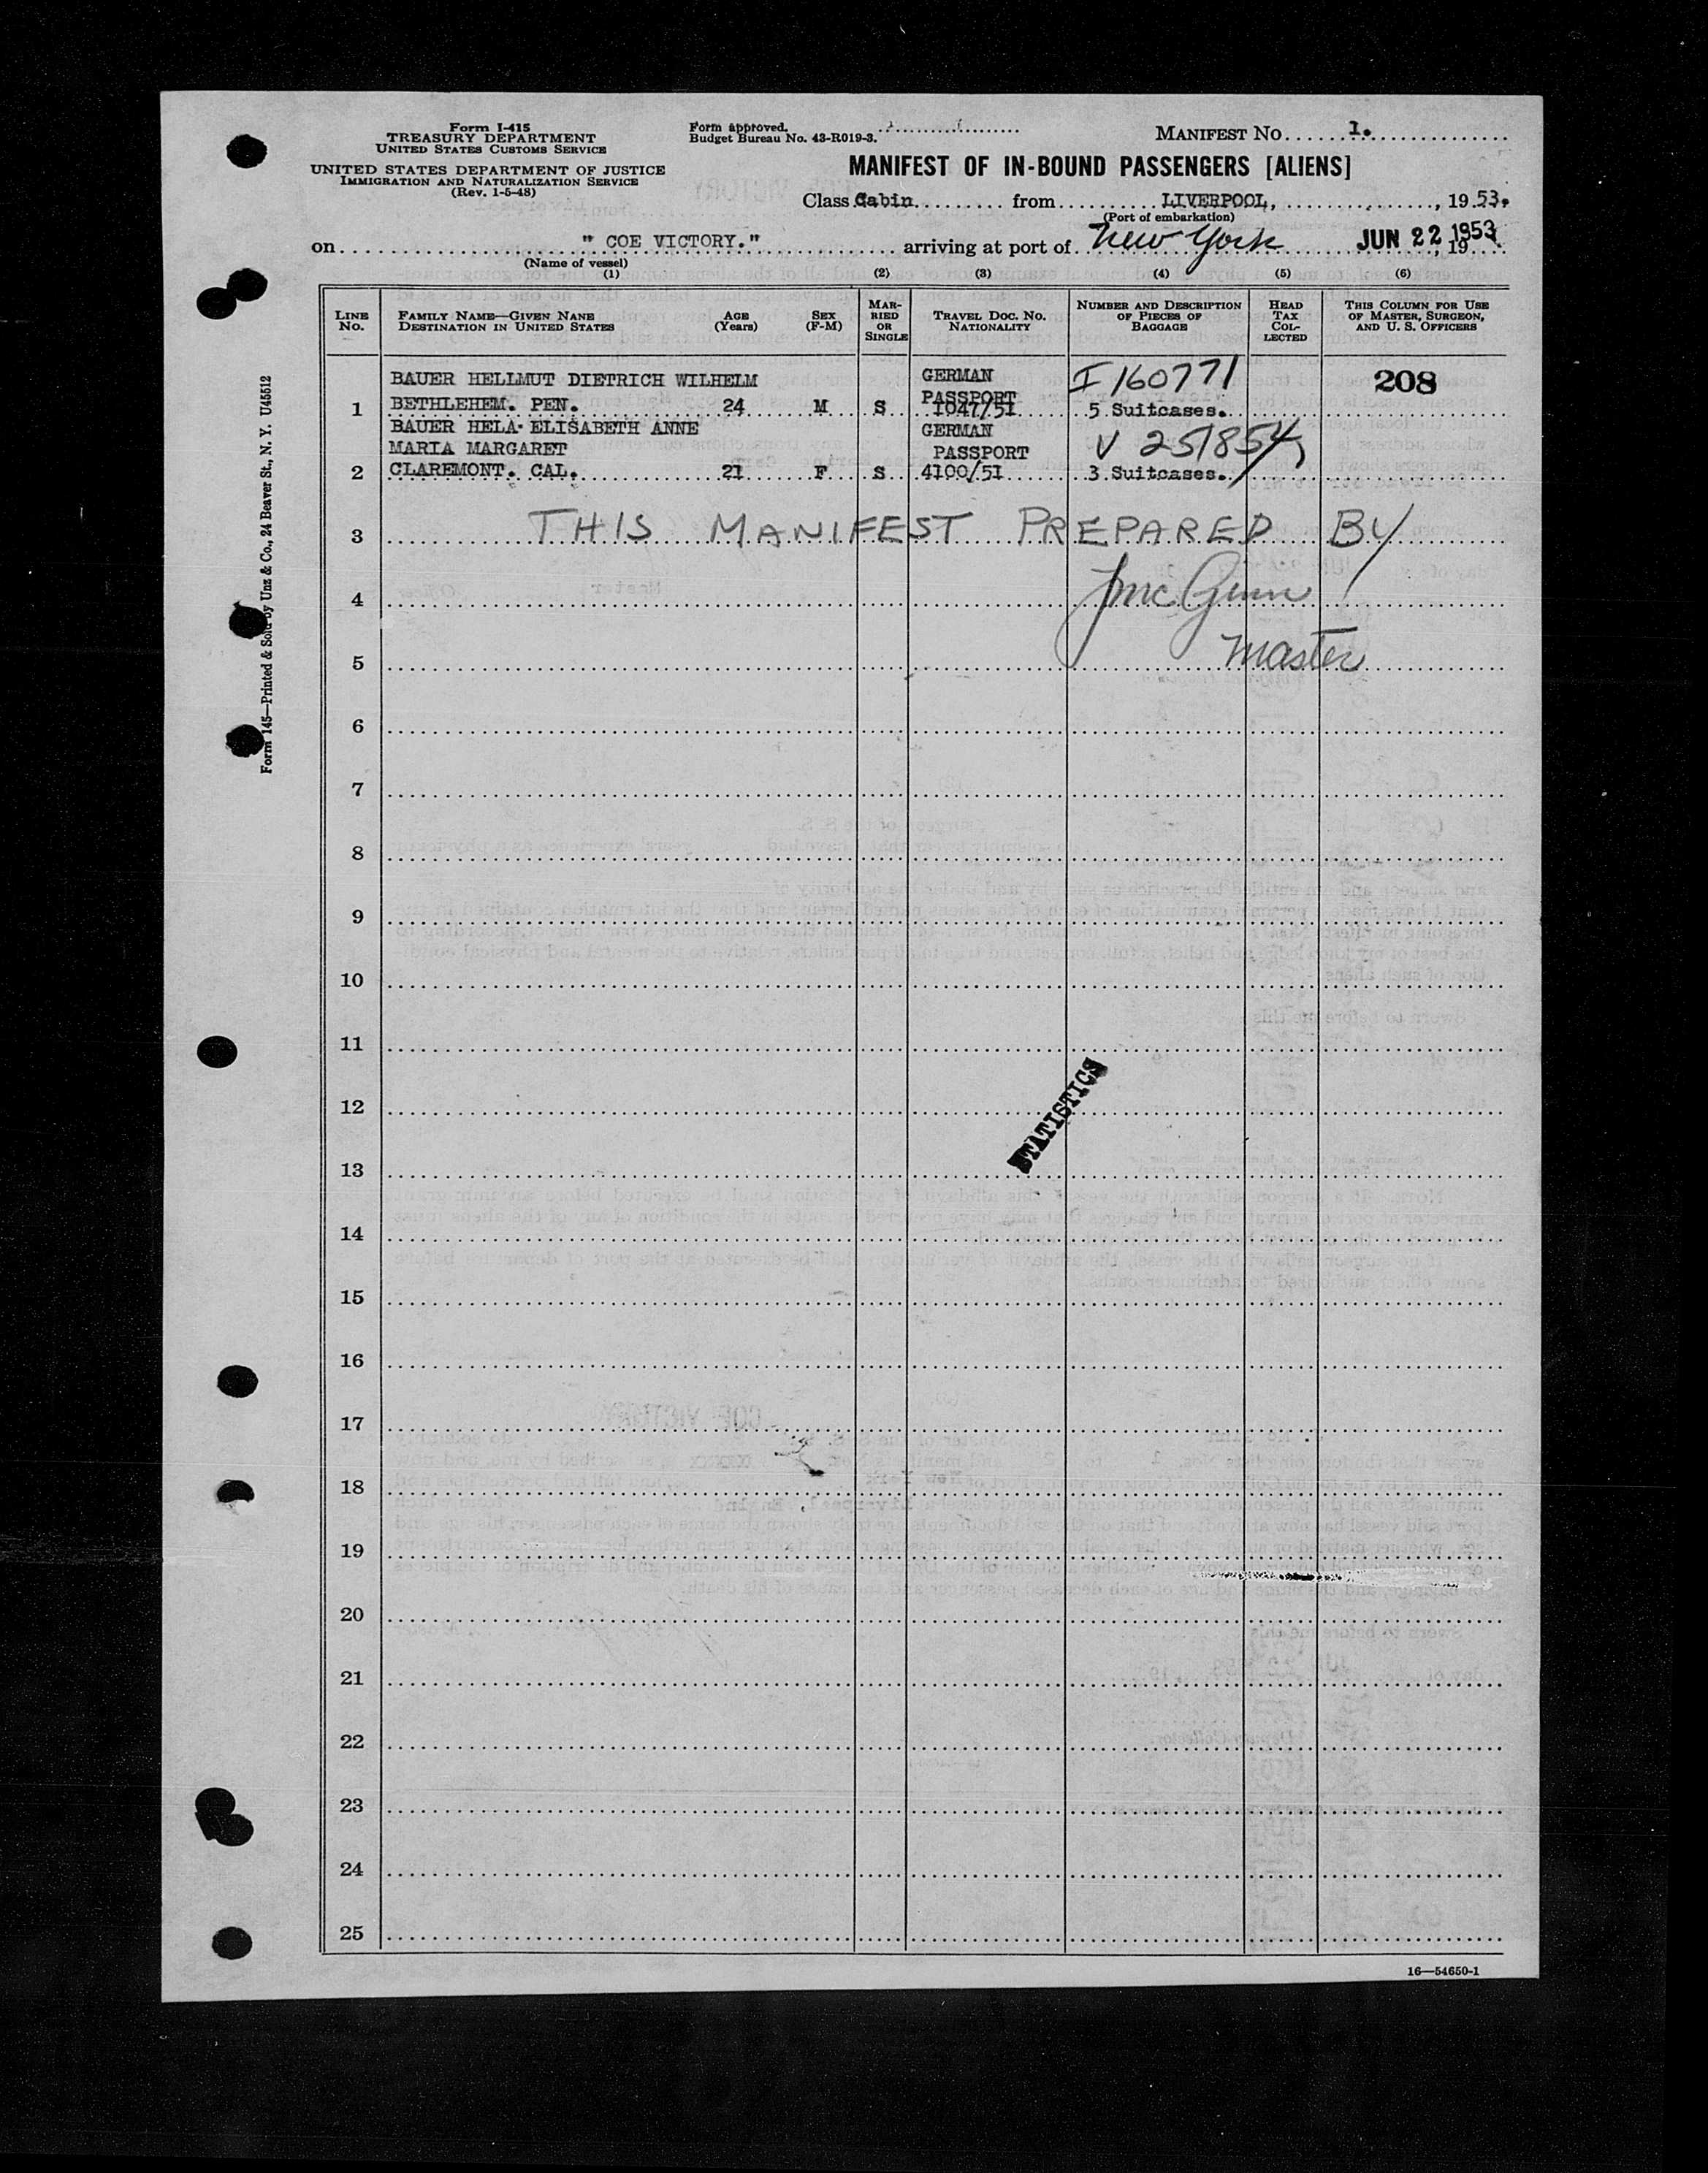 Form I-415
TREASURY DEPARTMENT
UNITED STATES CUSTOMS SERVICE
UNITED STATES DEPARTMENT OF JUSTICE
IMMIGRATION AND NATURALIZATION SERVICE
(Rev. 1-5-48)
Form approved.
Budget Bureau No. 43-R019-3.
MANIFEST NO. 1.
MANIFEST OF IN-BOUND PASSENGERS [ALIENS]
Class Cabin from LIVERPOOL, , 19 53.
(Port of embarkation)
on " COE VICTORY." arriving at port of New York JUN 22 1953, 19
(Name of vessel)
(1) (2) (3) (4) (5) (6)
LINE NO. FAMILY NAME—GIVEN NAME DESTINATION IN UNITED STATES AGE (Years) SEX (F-M) MARRIED OR SINGLE TRAVEL DOC. NO. NATIONALITY NUMBER AND DESCRIPTION OF PIECES OF BAGGAGE HEAD TAX COLLECTED THIS COLUMN FOR USE OF MASTER, SURGEON, AND U. S. OFFICERS
BAUER HELLMUT DIETRICH WILHELM GERMAN I 160771 208
PASSPORT
1 BETHLEHEM. PEN. 24 M S 1047/51 5 Suitcases.
BAUER HELA- ELISABETH ANNE GERMAN V 251854
MARIA MARGARET PASSPORT
2 CLAREMONT. CAL. 21 F S 4100/51 3 Suitcases.
3 THIS MANIFEST PREPARED BY
4 JMcGinn
5 Master
6
7
8
9
10
11
12
STATISTICS
13
14
15
16
17
18
19
20
21
22
23
24
25
16—54650-1
Form 145—Printed & Sold by Unz & Co., 24 Beaver St., N. Y. U45512